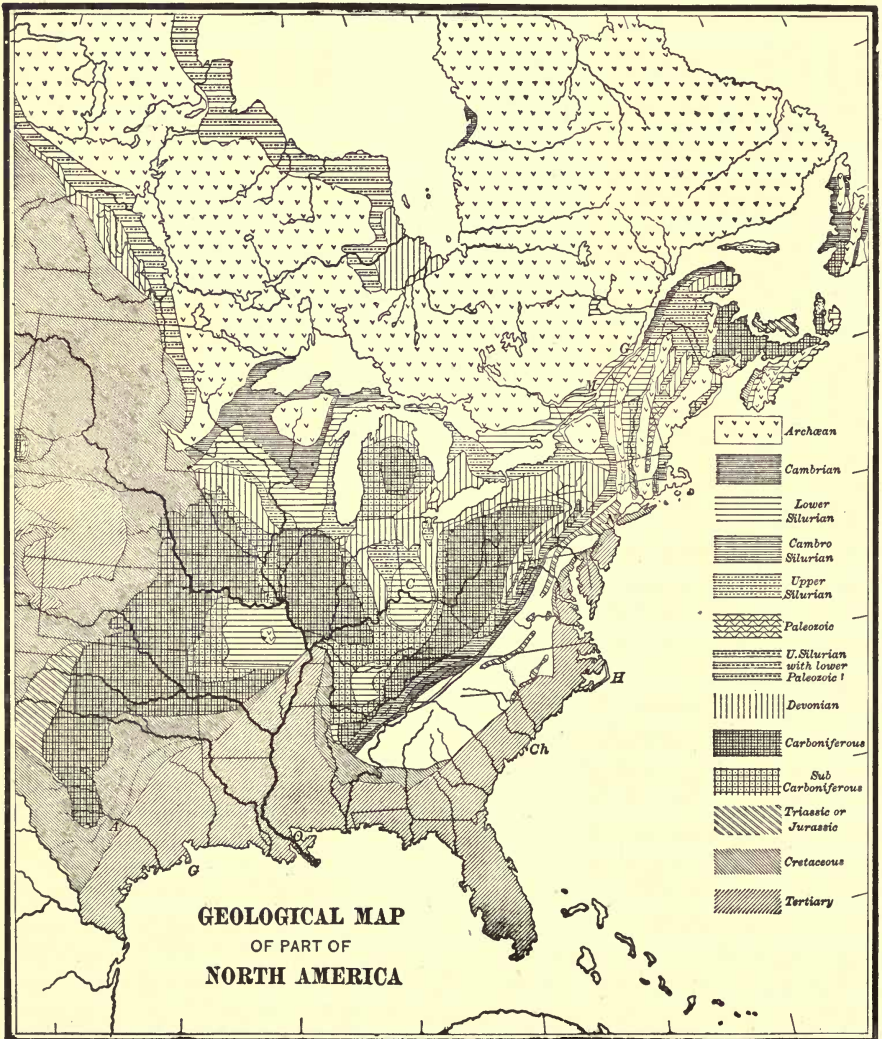 Archæan
Cambrian
Lower
Silurian
Cambro
Silurian
Upper
Silurian
Paleozoic
U. Silurian
with lower
Paleozoic !
Devonian
Carboniferous
Sub
Carboniferous
Triassic or
Jurassic
Cretaceous
Tertiary
M
C
H
Ch
A
O
G
GEOLOGICAL MAP
OF PART OF
NORTH AMERICA